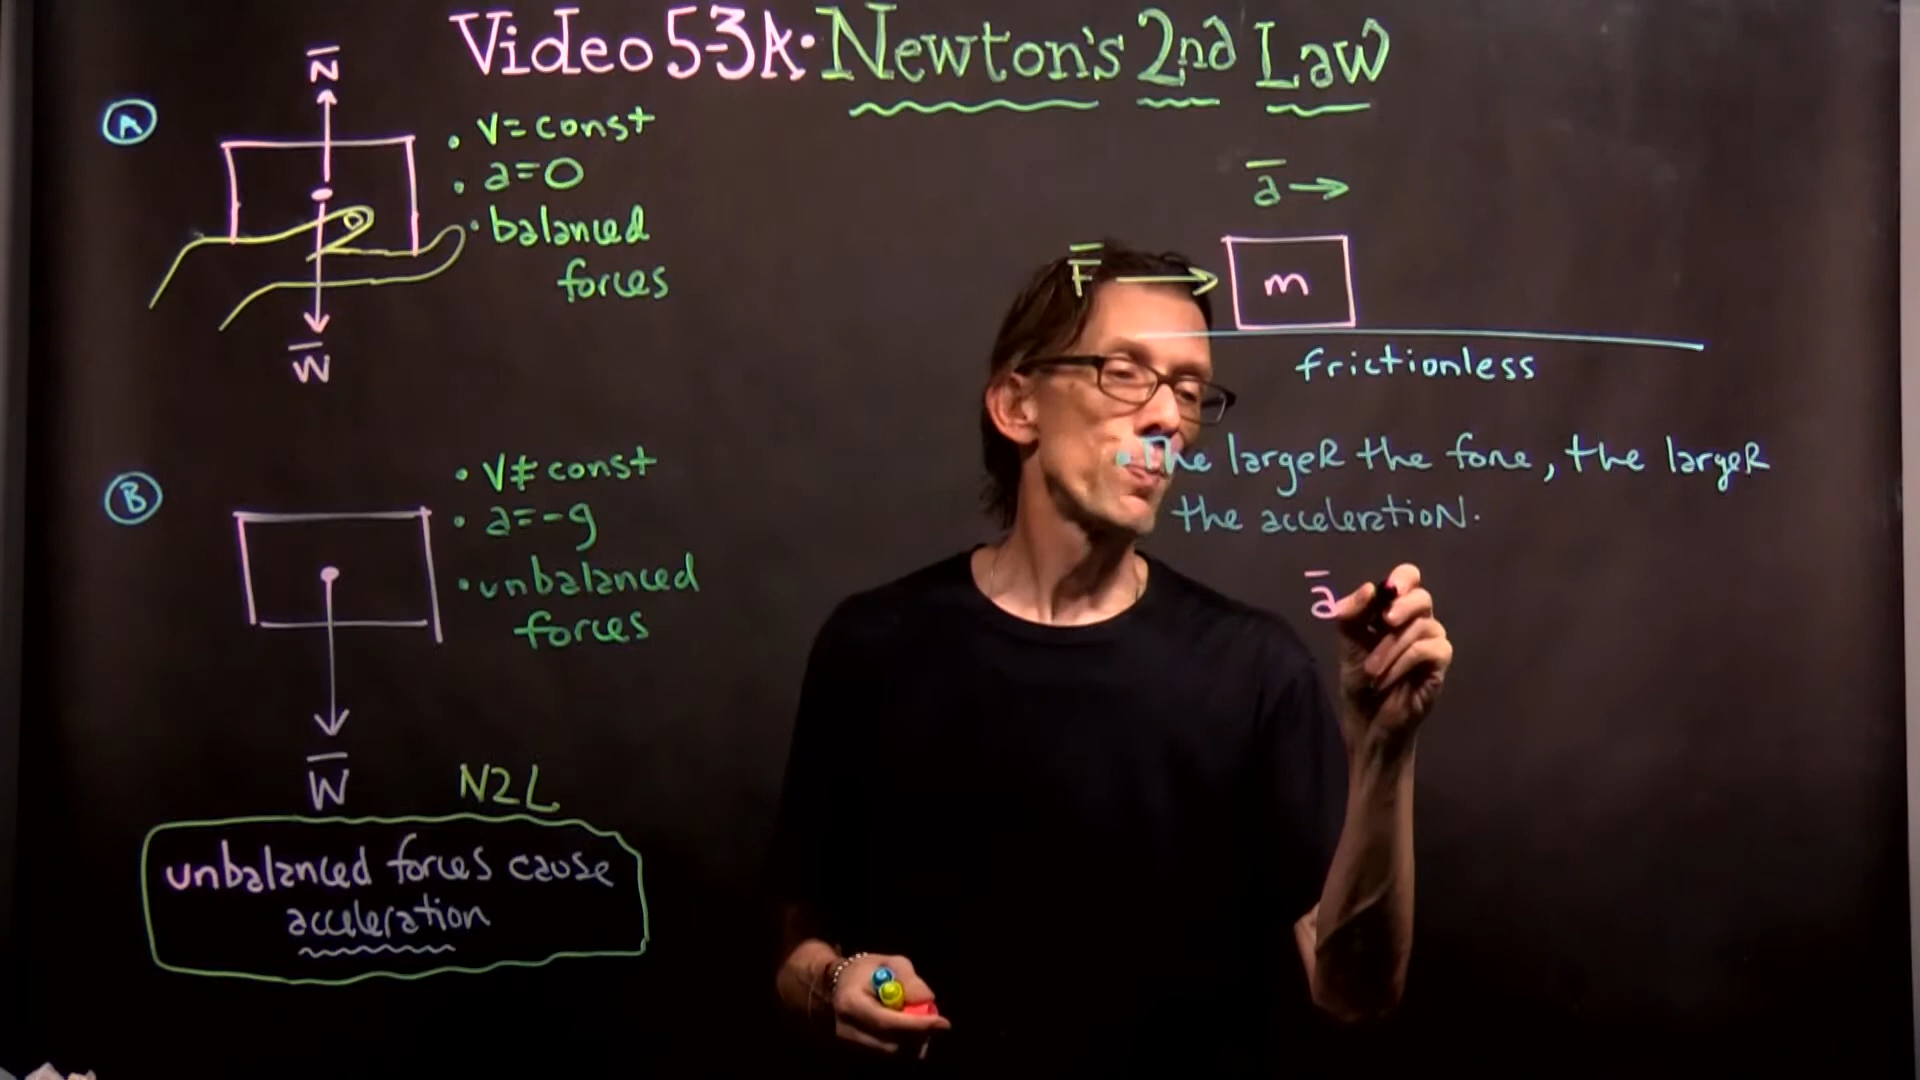 Video 5-3A: Newton's 2nd Law
A
N
• v = const
• a = 0
• balanced
forces
W
B
• v ≠ const
• a = -g
• unbalanced
forces
W
N2L
unbalanced forces cause
acceleration
a →
F
m
frictionless
• The larger the force, the larger
the acceleration.
a